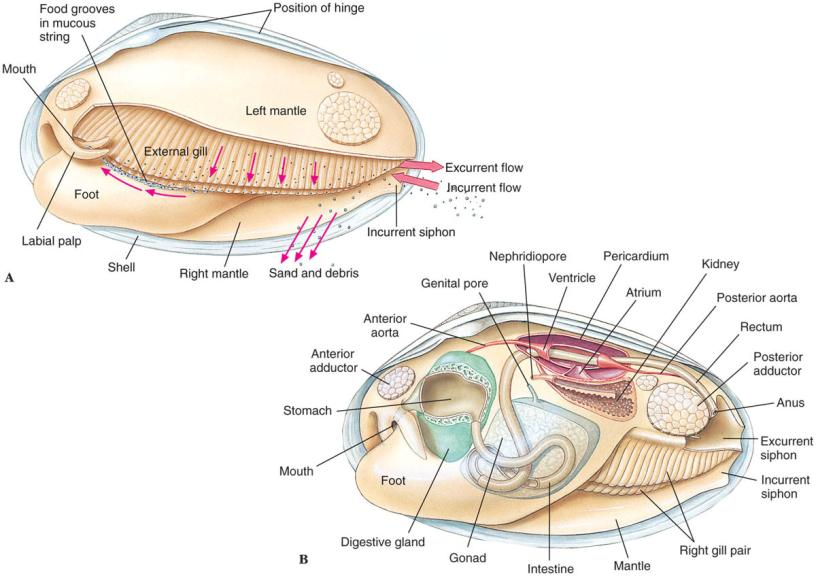 Food grooves
in mucous
string
Position of hinge
Mouth
Left mantle
External gill
Excurrent flow
Incurrent flow
Foot
Incurrent siphon
Labial palp
Shell
Right mantle
Sand and debris
A
Nephridiopore
Pericardium
Kidney
Genital pore
Ventricle
Atrium
Posterior aorta
Anterior
aorta
Rectum
Anterior
adductor
Posterior
adductor
Stomach
Anus
Excurrent
siphon
Mouth
Foot
Incurrent
siphon
Digestive gland
Gonad
Intestine
Mantle
Right gill pair
B